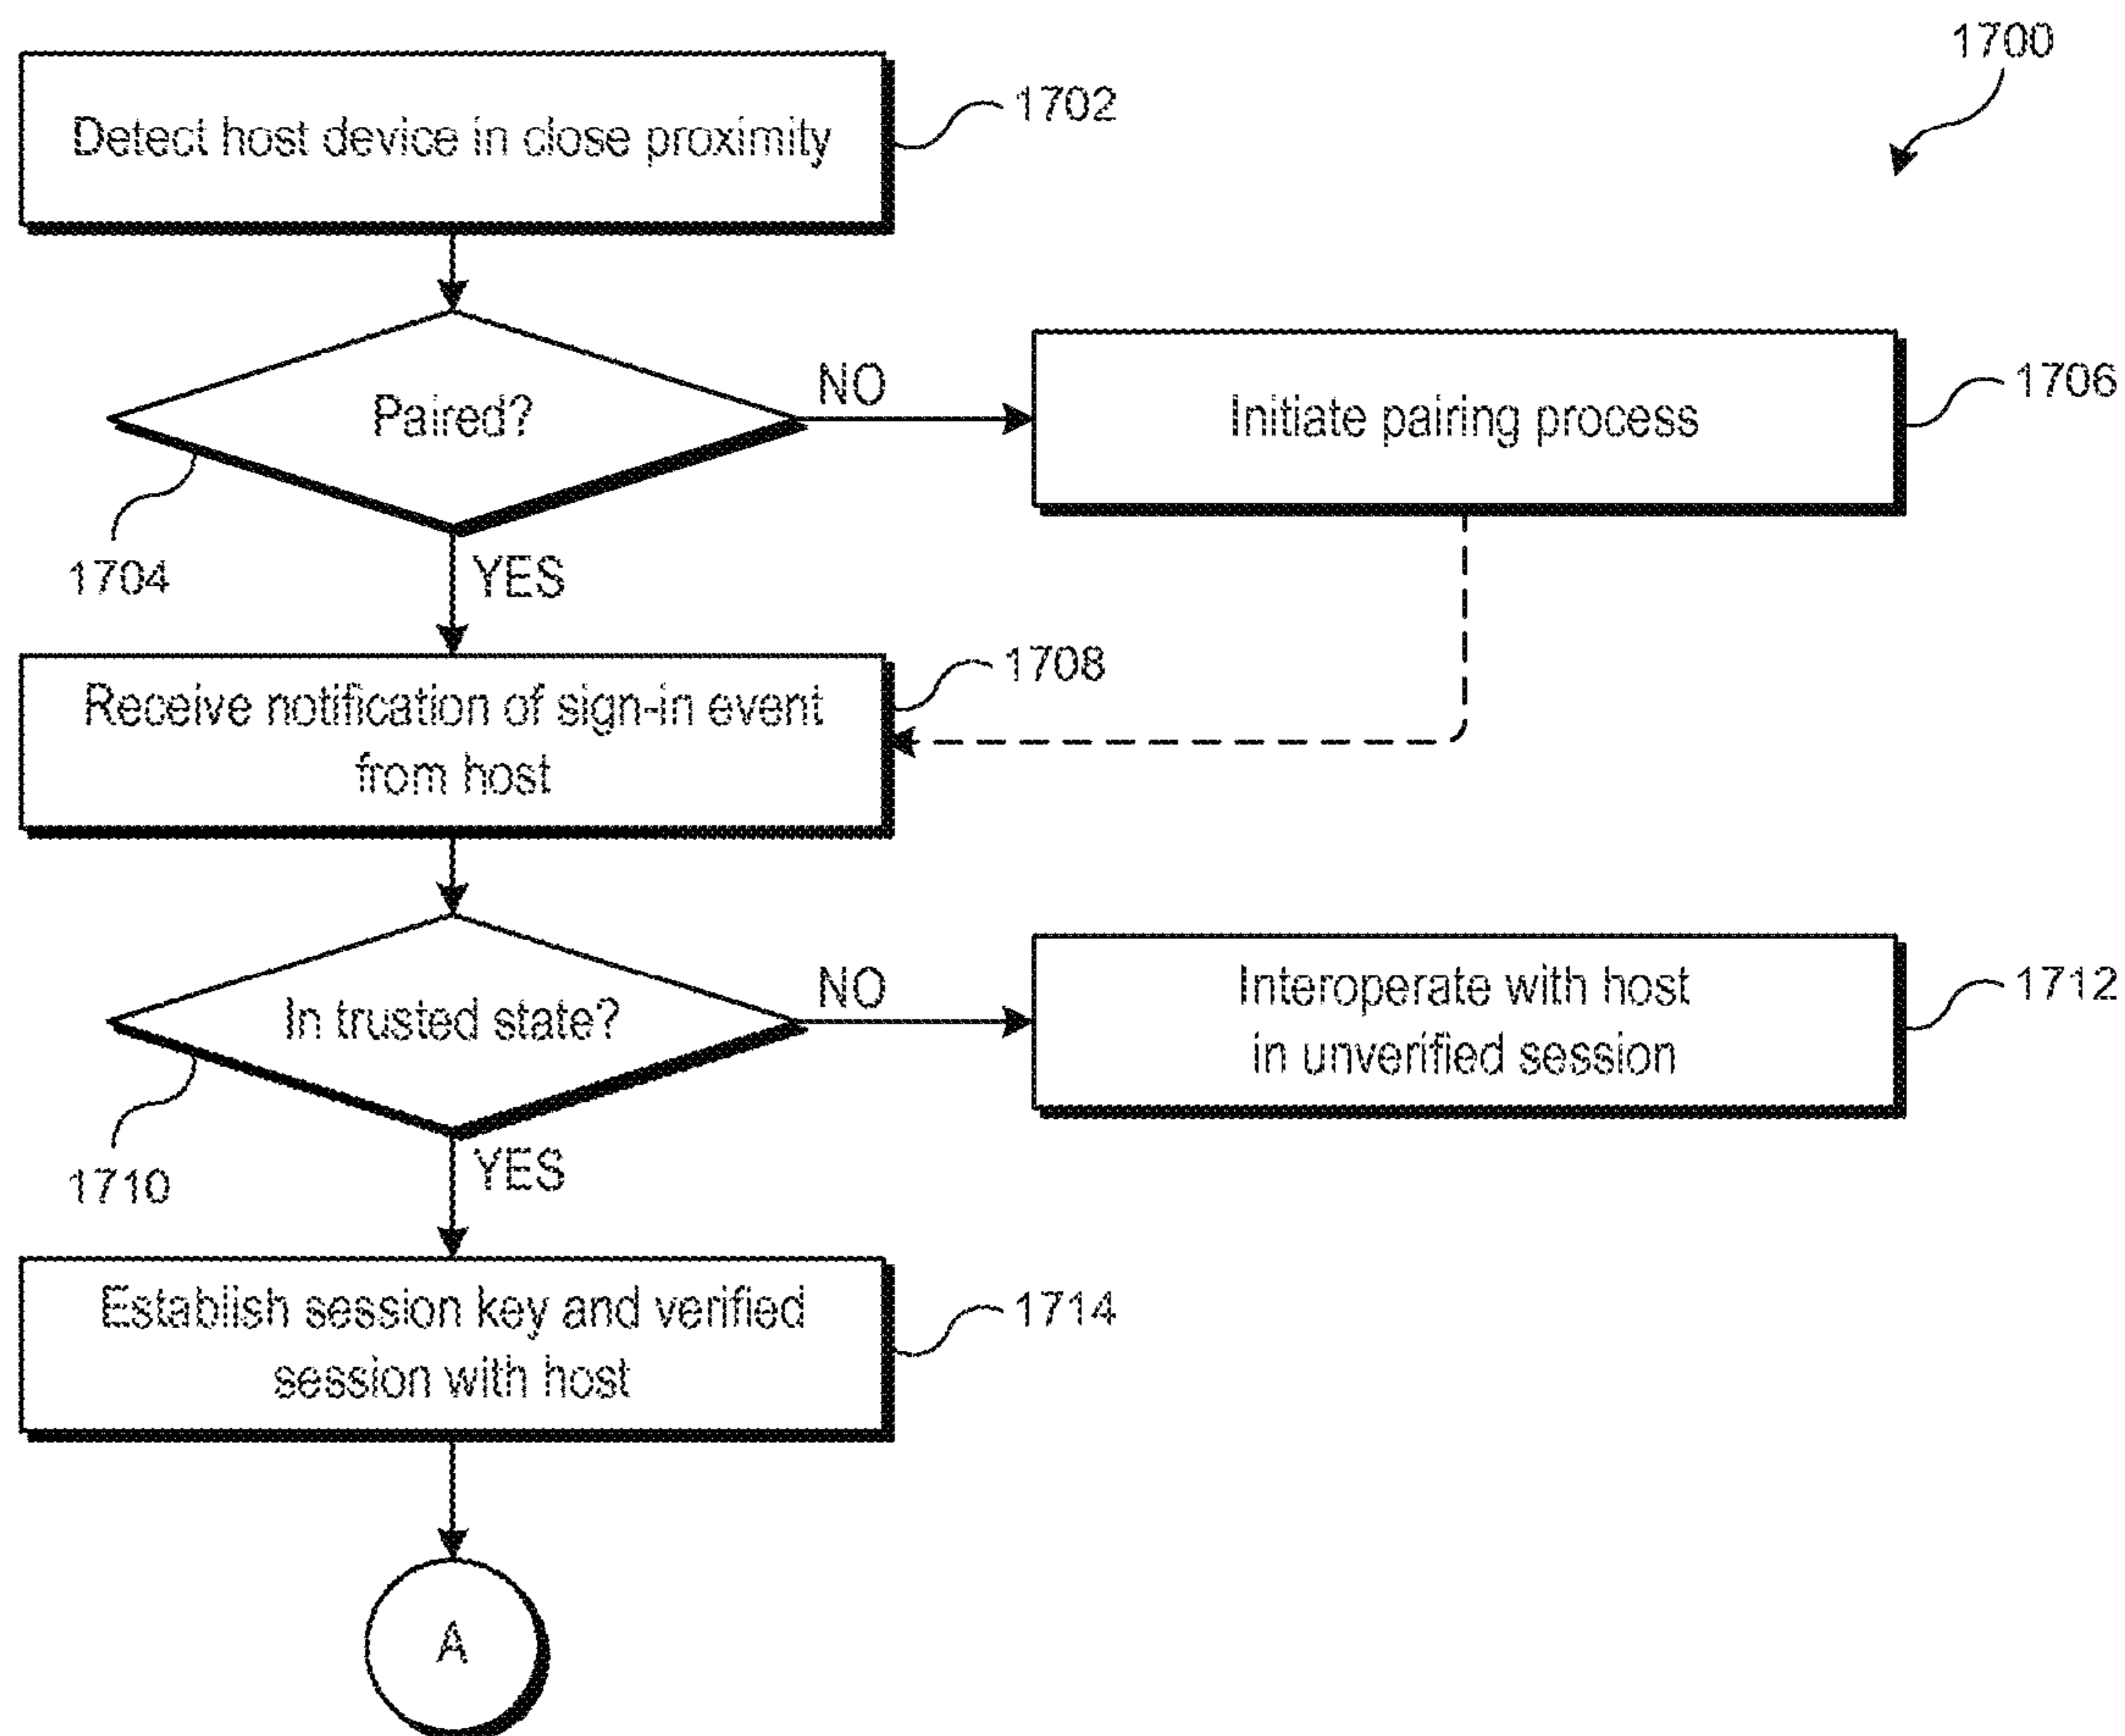 1700
Detect host device in close proximity
1702
Paired?
NO
Initiate pairing process
1706
1704
YES
Receive notification of sign-in event
from host
1708
In trusted state?
NO
Interoperate with host
in unverified session
1712
1710
YES
Establish session key and verified
session with host
1714
A